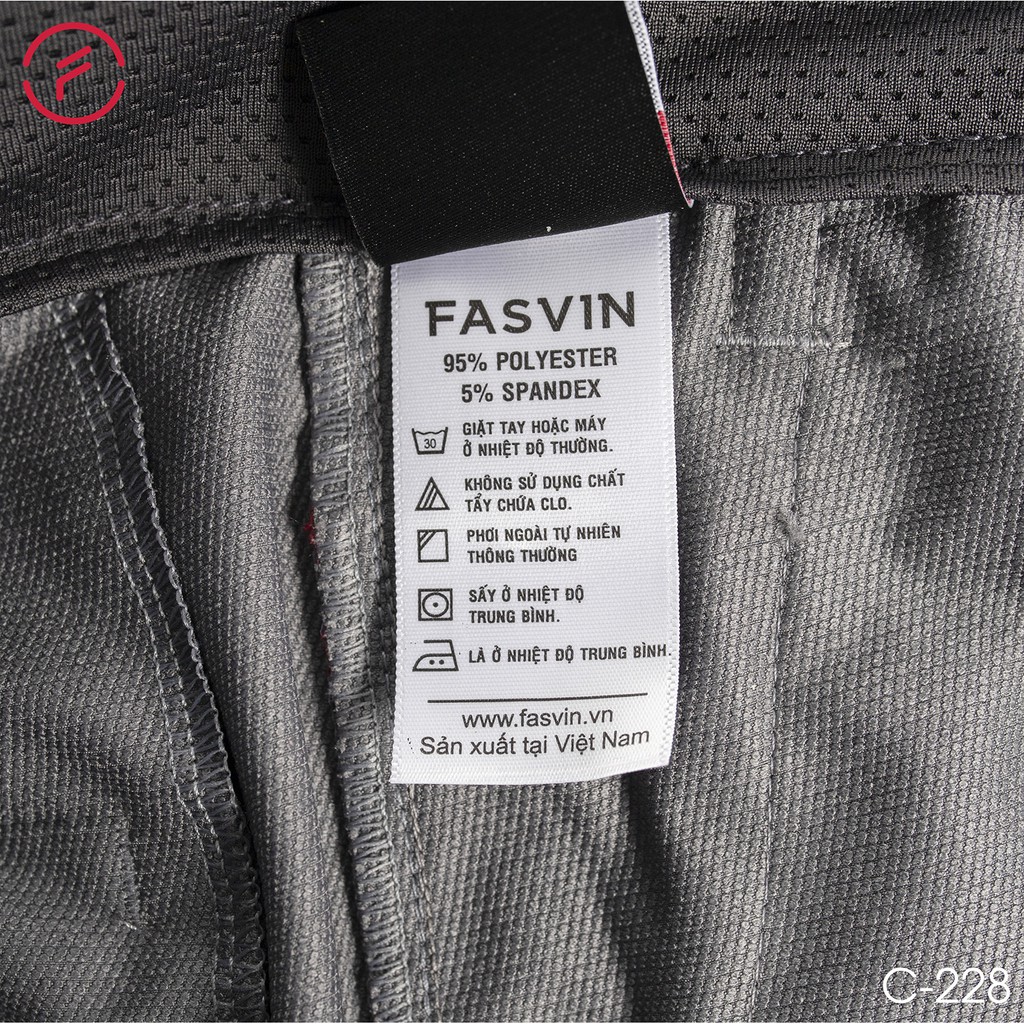 FASVIN
95% POLYESTER
5% SPANDEX
30
GIẶT TAY HOẶC MÁY
Ở NHIỆT ĐỘ THƯỜNG.
KHÔNG SỬ DỤNG CHẤT
TẨY CHỨA CLO.
PHƠI NGOÀI TỰ NHIÊN
THÔNG THƯỜNG
SẤY Ở NHIỆT ĐỘ
TRUNG BÌNH.
LÀ Ở NHIỆT ĐỘ TRUNG BÌNH.
www.fasvin.vn
Sản xuất tại Việt Nam
C-228